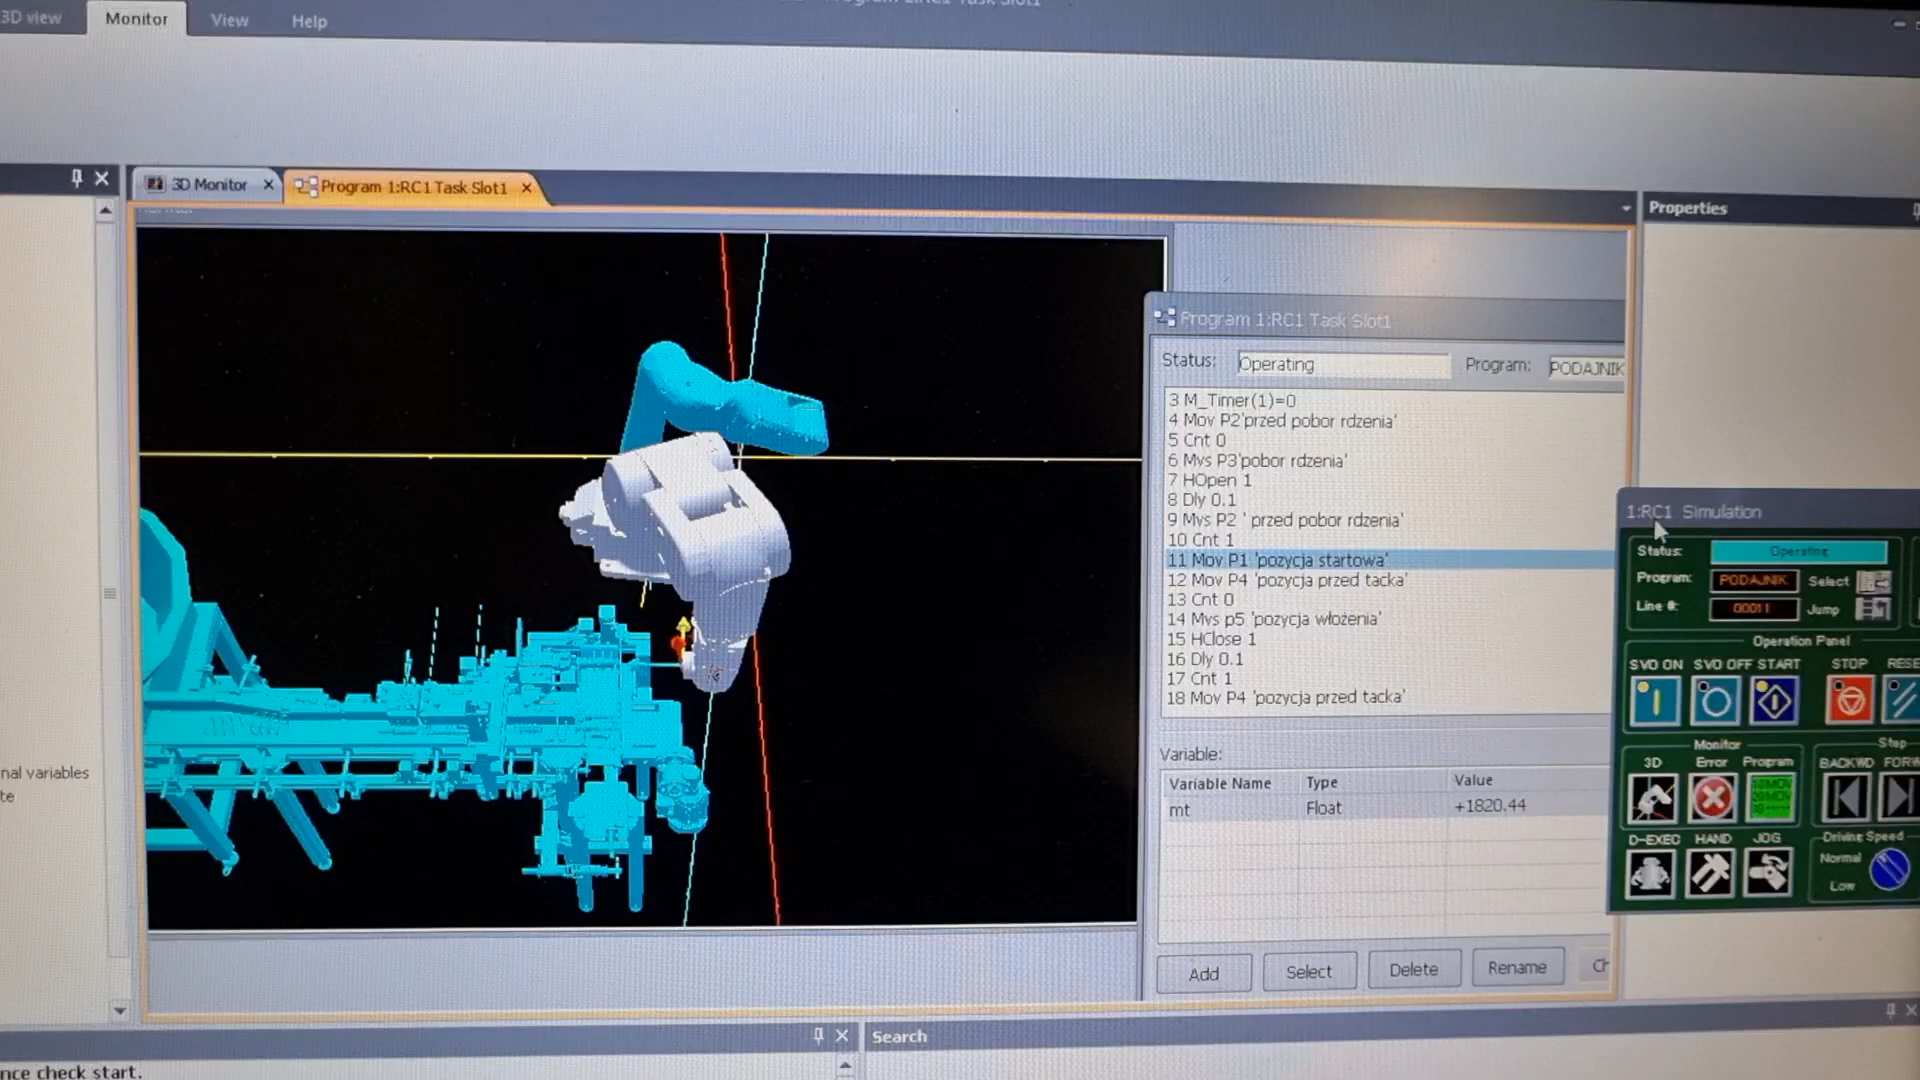 3D view
Monitor
View
Help
3D Monitor
Program 1:RC1 Task Slot1
Properties
Program 1:RC1 Task Slot1
Status:
Operating
Program:
PODAJNIK
3 M_Timer(1)=0
4 Mov P2'przed pobor rdzenia'
5 Cnt 0
6 Mvs P3'pobor rdzenia'
7 HOpen 1
8 Dly 0.1
9 Mvs P2 ' przed pobor rdzenia'
10 Cnt 1
11 Mov P1 'pozycja startowa'
12 Mov P4 'pozycja przed tacka'
13 Cnt 0
14 Mvs p5 'pozycja włożenia'
15 HClose 1
16 Dly 0.1
17 Cnt 1
18 Mov P4 'pozycja przed tacka'
Variable:
Variable Name Type Value
mt Float +1820.44
Add
Select
Delete
Rename
Ch
1:RC1 Simulation
Status:
Operating
Program:
PODAJNIK
Select
Line #:
00011
Jump
Operation Panel
SVO ON SVO OFF START STOP RESE
Monitor
Step
3D Error Program
BACKWD FORW
D-EXEC HAND JOG
Driving Speed
Normal
Low
nal variables
te
Search
nce check start.